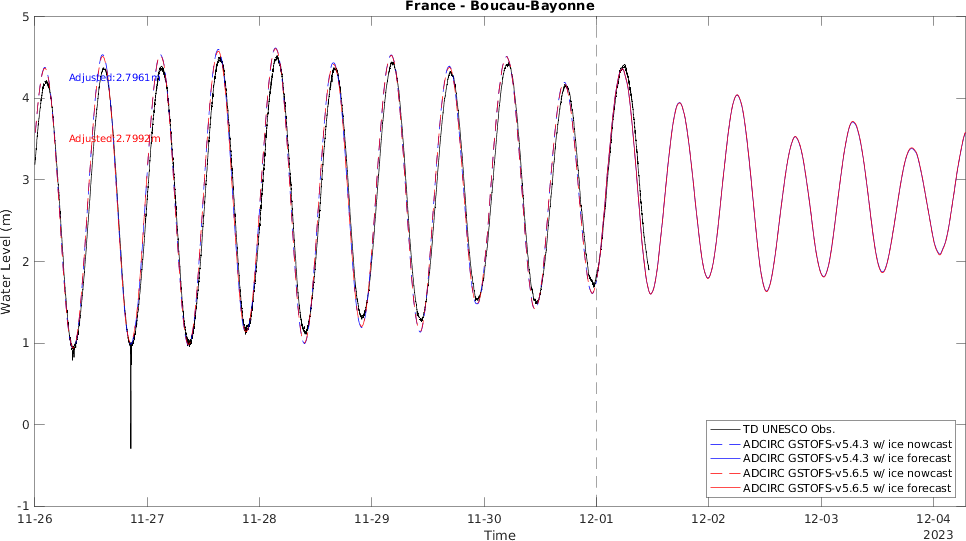 France - Boucau-Bayonne
Water Level (m)
5
4
3
2
1
0
-1
Adjusted:2.7961m
Adjusted:2.7992m
TD UNESCO Obs.
ADCIRC GSTOFS-v5.4.3 w/ ice nowcast
ADCIRC GSTOFS-v5.4.3 w/ ice forecast
ADCIRC GSTOFS-v5.6.5 w/ ice nowcast
ADCIRC GSTOFS-v5.6.5 w/ ice forecast
11-26 11-27 11-28 11-29 11-30 12-01 12-02 12-03 12-04
Time
2023